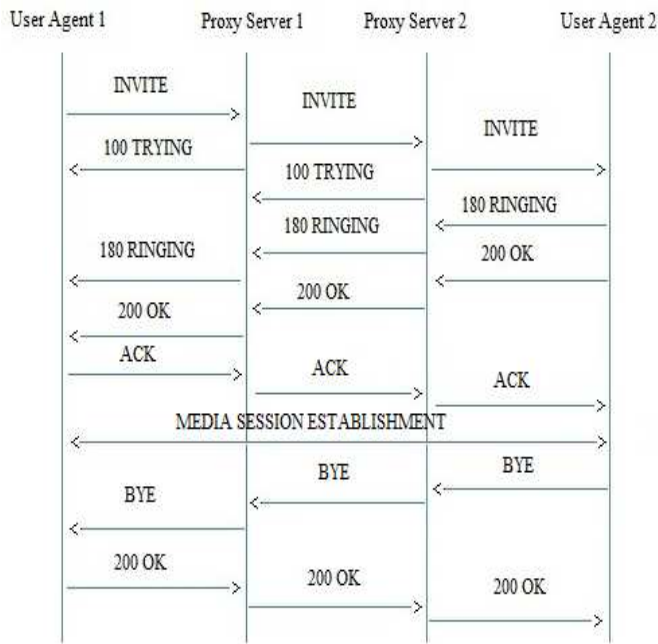 User Agent 1 Proxy Server 1 Proxy Server 2 User Agent 2
INVITE
INVITE
INVITE
100 TRYING
100 TRYING
180 RINGING
180 RINGING
180 RINGING
200 OK
200 OK
200 OK
ACK
ACK
ACK
MEDIA SESSION ESTABLISHMENT
BYE
BYE
BYE
200 OK
200 OK
200 OK